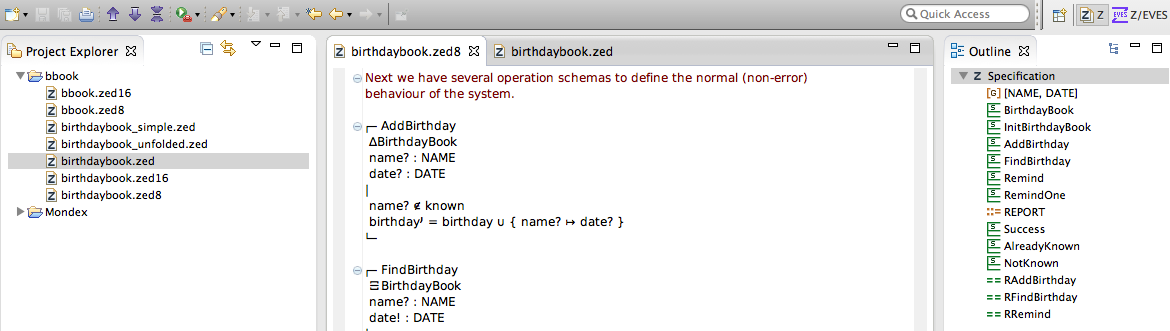 Quick Access
Z
Z/EVES
Project Explorer
bbook
bbook.zed16
bbook.zed8
birthdaybook_simple.zed
birthdaybook_unfolded.zed
birthdaybook.zed
birthdaybook.zed16
birthdaybook.zed8
Mondex
birthdaybook.zed8
birthdaybook.zed
Next we have several operation schemas to define the normal (non-error)
behaviour of the system.
┌─ AddBirthday
ΔBirthdayBook
name? : NAME
date? : DATE
|
name? ∉ known
birthday′ = birthday ∪ { name? ↦ date? }
└─
┌─ FindBirthday
ΞBirthdayBook
name? : NAME
date! : DATE
Outline
Specification
[NAME, DATE]
BirthdayBook
InitBirthdayBook
AddBirthday
FindBirthday
Remind
RemindOne
REPORT
Success
AlreadyKnown
NotKnown
RAddBirthday
RFindBirthday
RRemind